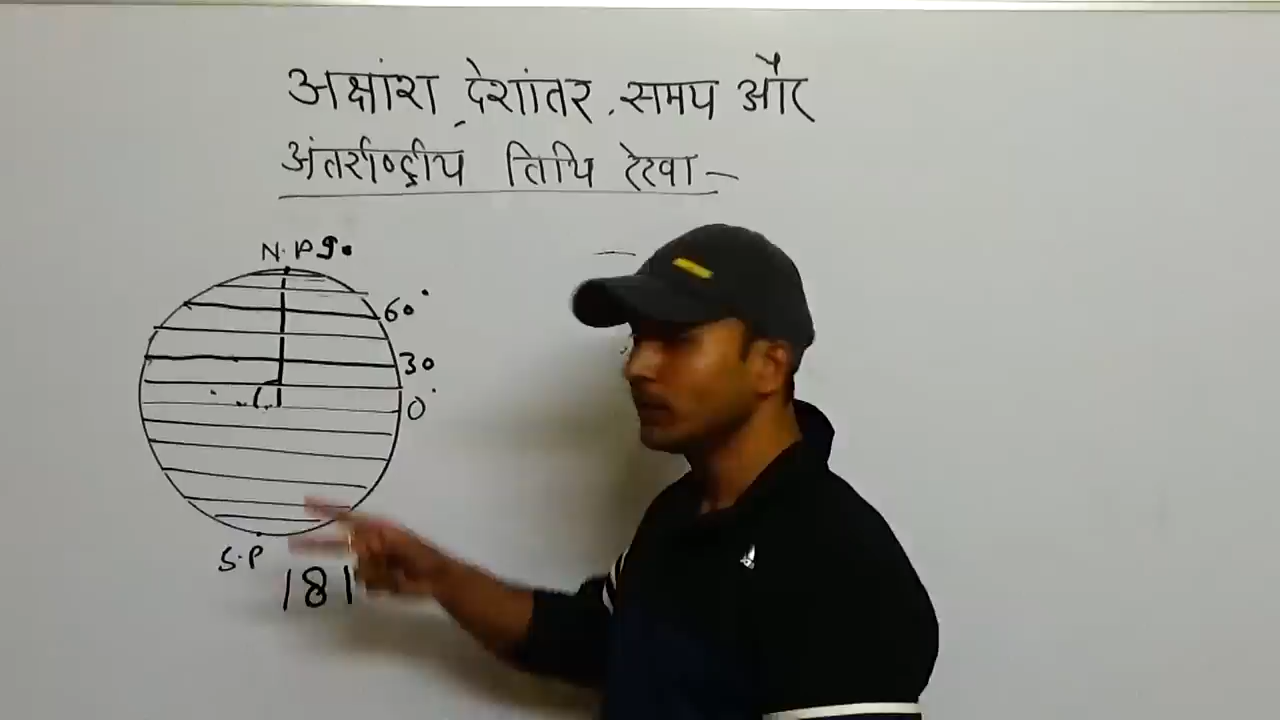 अक्षांश, देशांतर, समय और
अंतर्राष्ट्रीय तिथि रेखा-
N.P 90
60°
30
0°
S.P
181